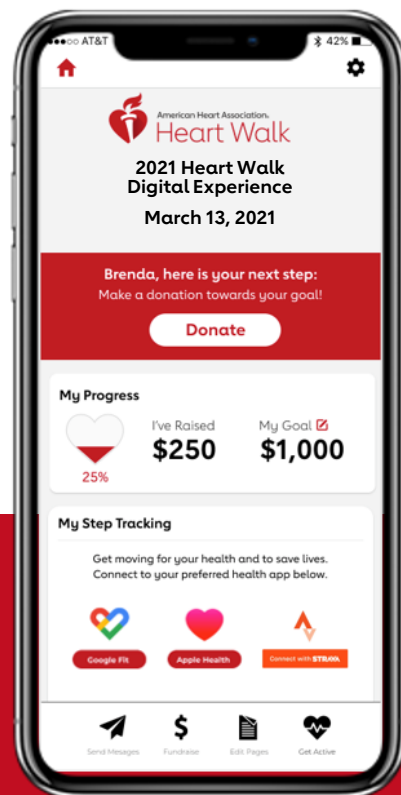 AT&T
42%
American Heart Association.
Heart Walk
2021 Heart Walk
Digital Experience
March 13, 2021
Brenda, here is your next step:
Make a donation towards your goal!
Donate
My Progress
I've Raised
My Goal
$250
$1,000
25%
My Step Tracking
Get moving for your health and to save lives.
Connect to your preferred health app below.
Google Fit
Apple Health
Connect with STRAVA
Send Mesages
Fundraise
Edit Pages
Get Active